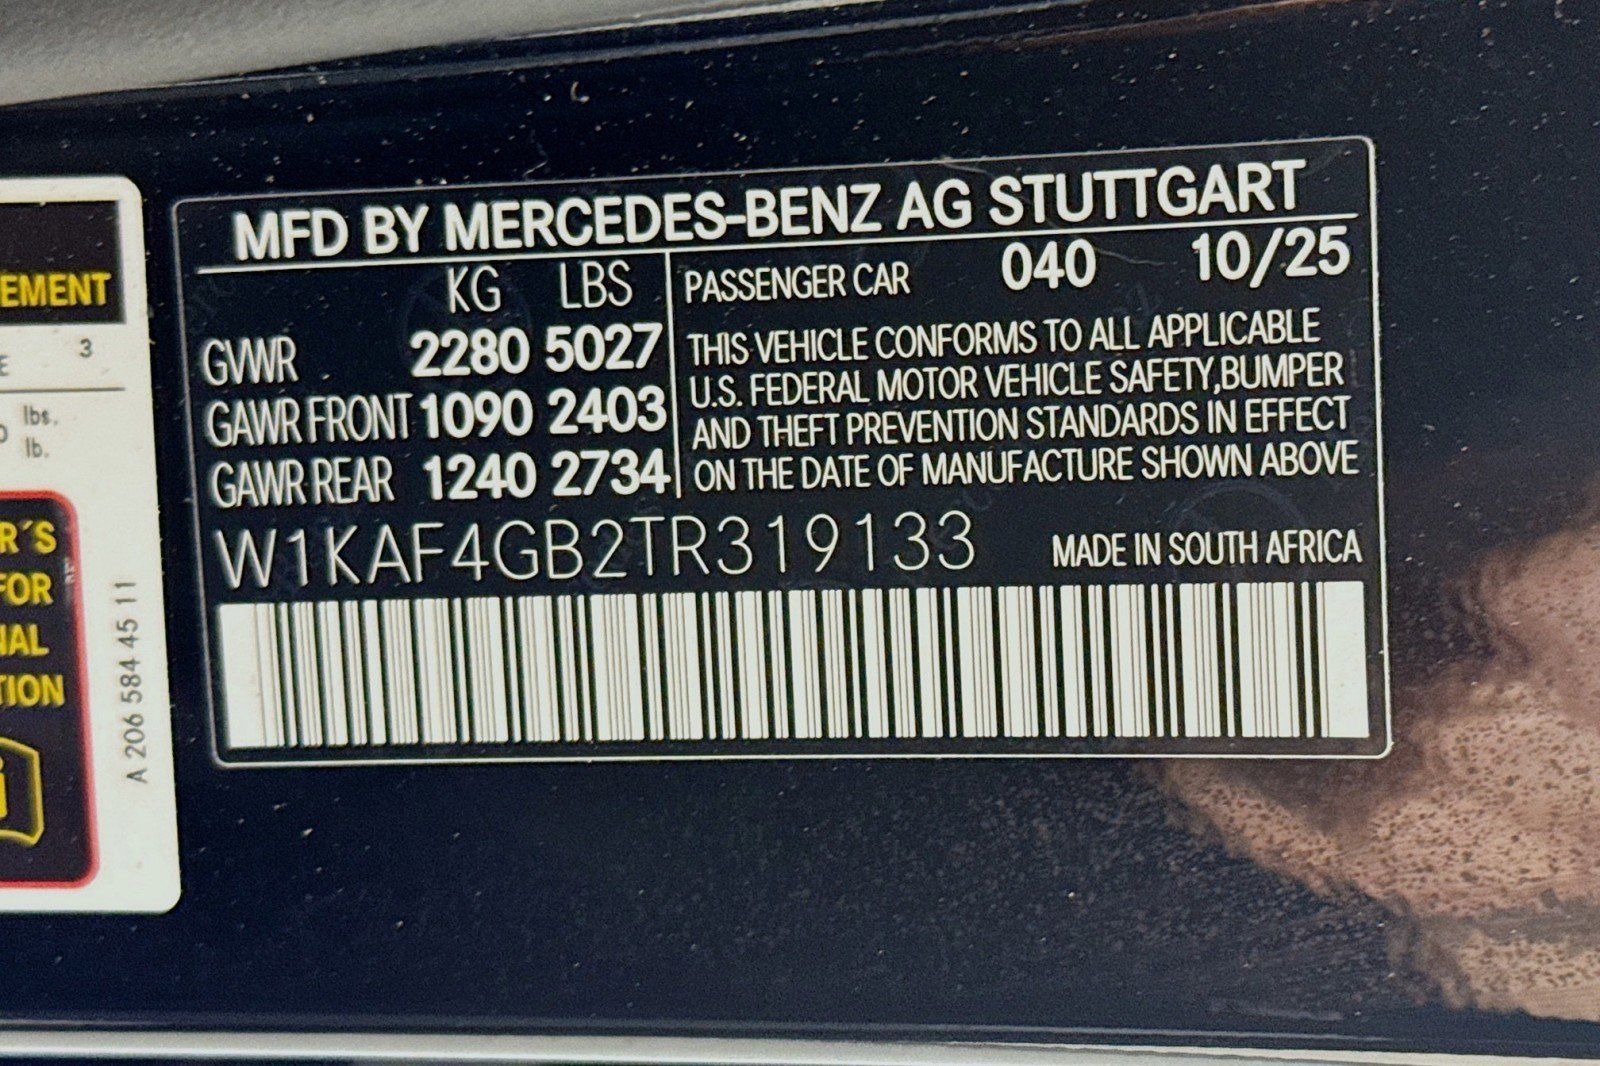 MFD BY MERCEDES-BENZ AG STUTTGART
KG LBS
GVWR 2280 5027
GAWR FRONT 1090 2403
GAWR REAR 1240 2734
PASSENGER CAR 040 10/25
THIS VEHICLE CONFORMS TO ALL APPLICABLE
U.S. FEDERAL MOTOR VEHICLE SAFETY,BUMPER
AND THEFT PREVENTION STANDARDS IN EFFECT
ON THE DATE OF MANUFACTURE SHOWN ABOVE
W1KAF4GB2TR319133
MADE IN SOUTH AFRICA
EMENT
E 3
lbs.
lb.
R´S
FOR
NAL
TION
A 206 584 45 11